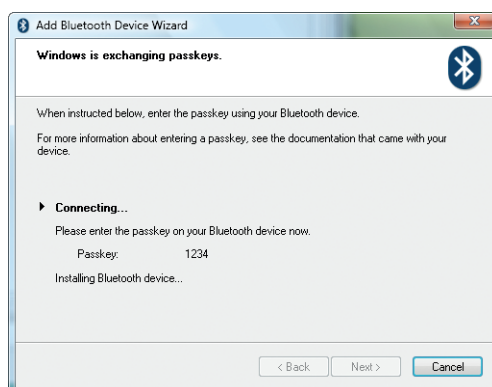 Add Bluetooth Device Wizard
Windows is exchanging passkeys.
When instructed below, enter the passkey using your Bluetooth device.
For more information about entering a passkey, see the documentation that came with your
device.
Connecting...
Please enter the passkey on your Bluetooth device now.
Passkey: 1234
Installing Bluetooth device...
< Back Next > Cancel